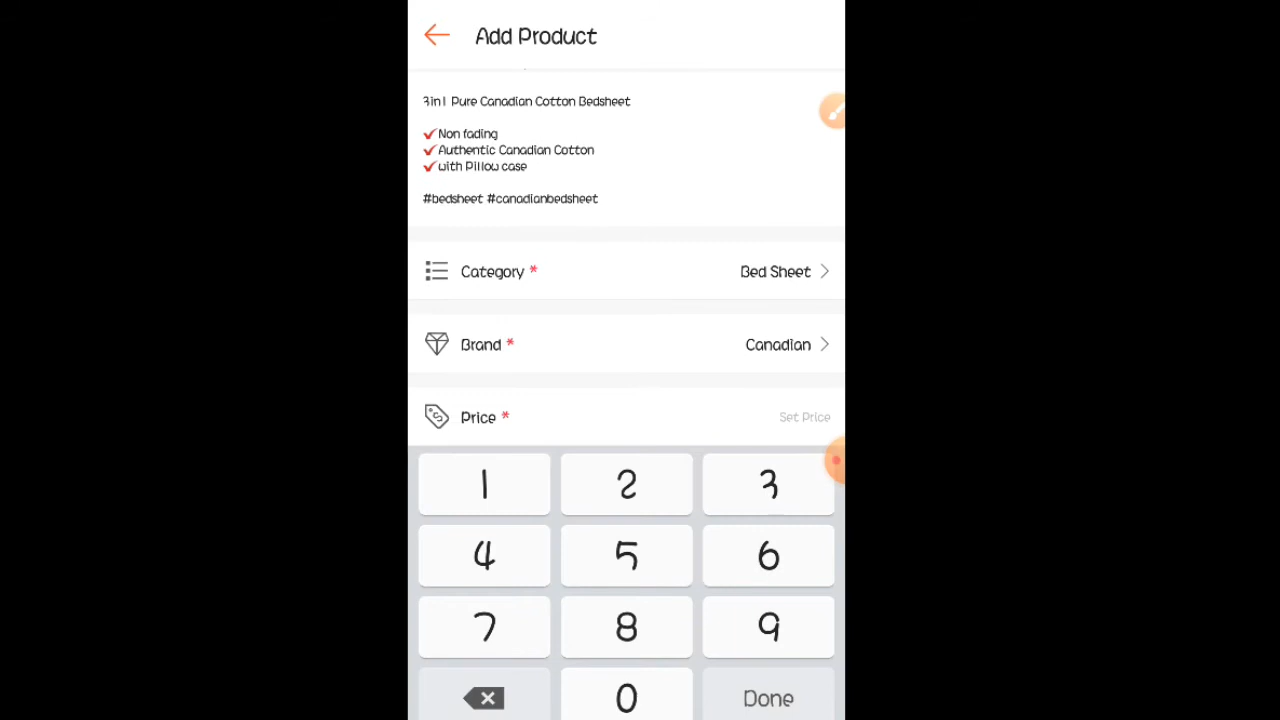 Add Product
3in1 Pure Canadian Cotton Bedsheet
✓Non fading
✓Authentic Canadian Cotton
✓with Pillow case
#bedsheet #canadianbedsheet
Category * Bed Sheet
Brand * Canadian
Price * Set Price
1 2 3
4 5 6
7 8 9
0 Done